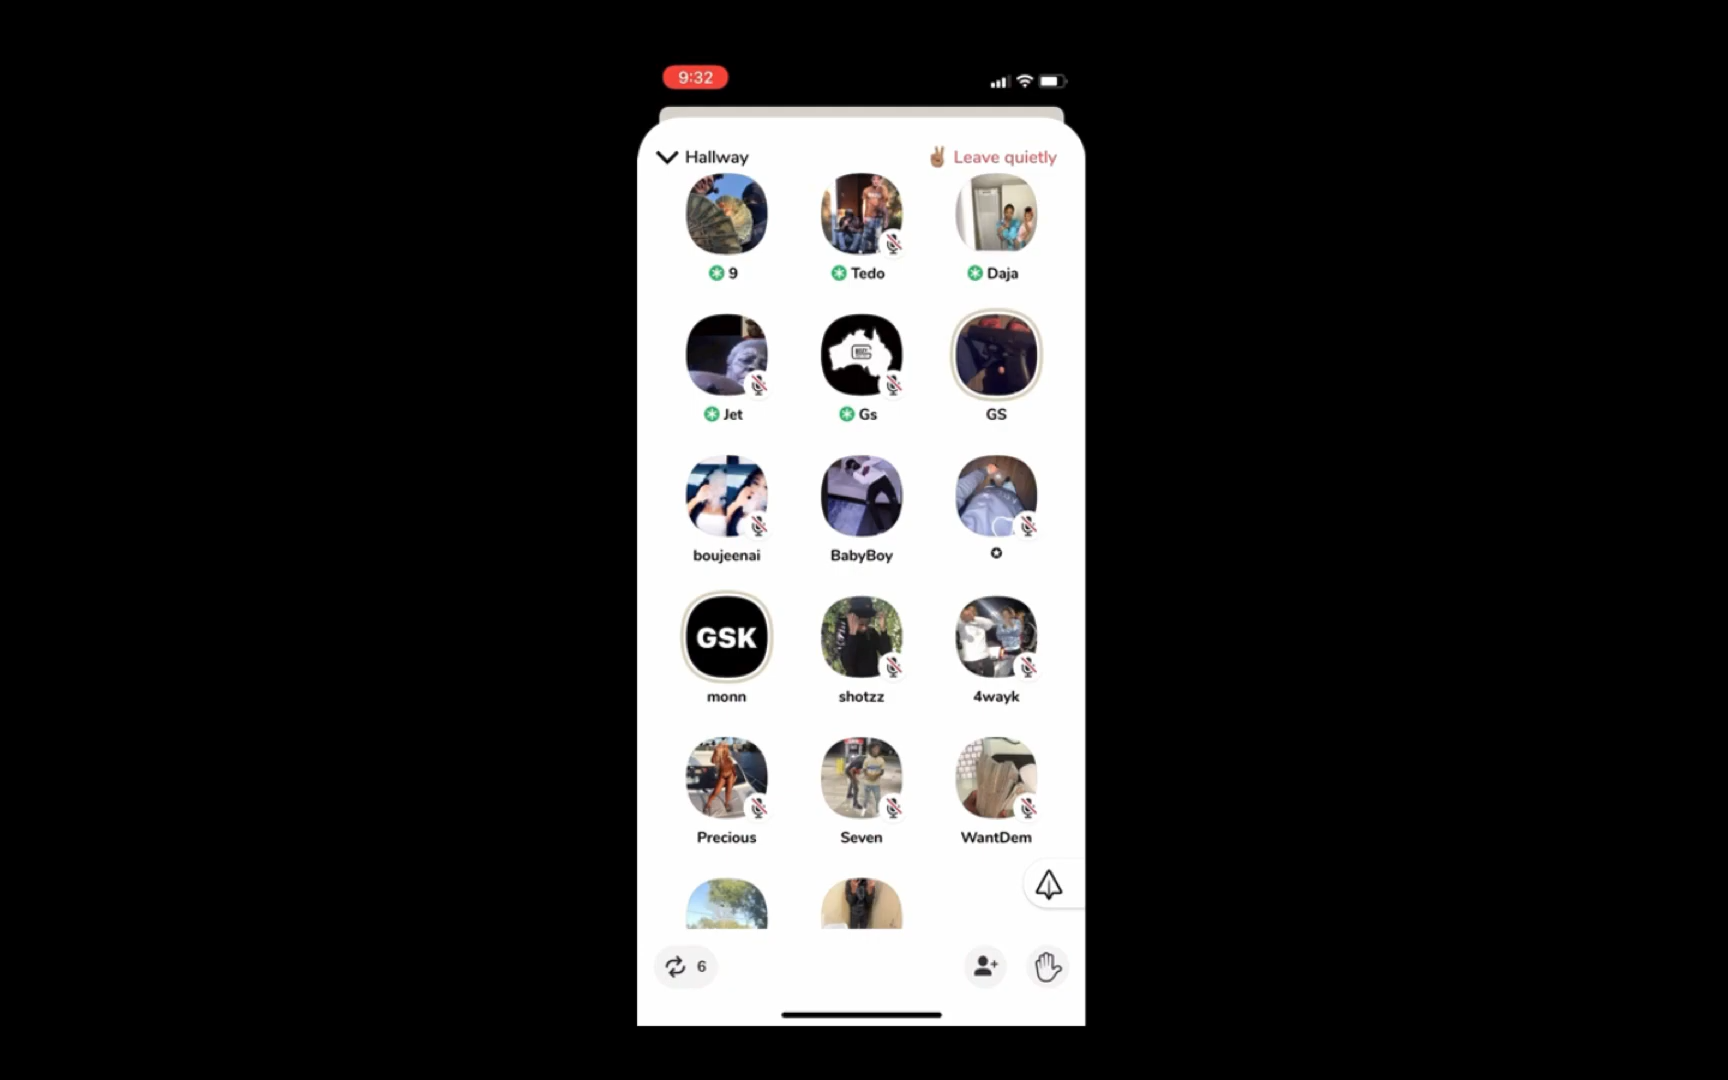 9:32
Hallway
✌🏽 Leave quietly
9
Tedo
Daja
Jet
Gs
GS
boujeenai
BabyBoy
✪
GSK
monn
shotzz
4wayk
Precious
Seven
WantDem
6